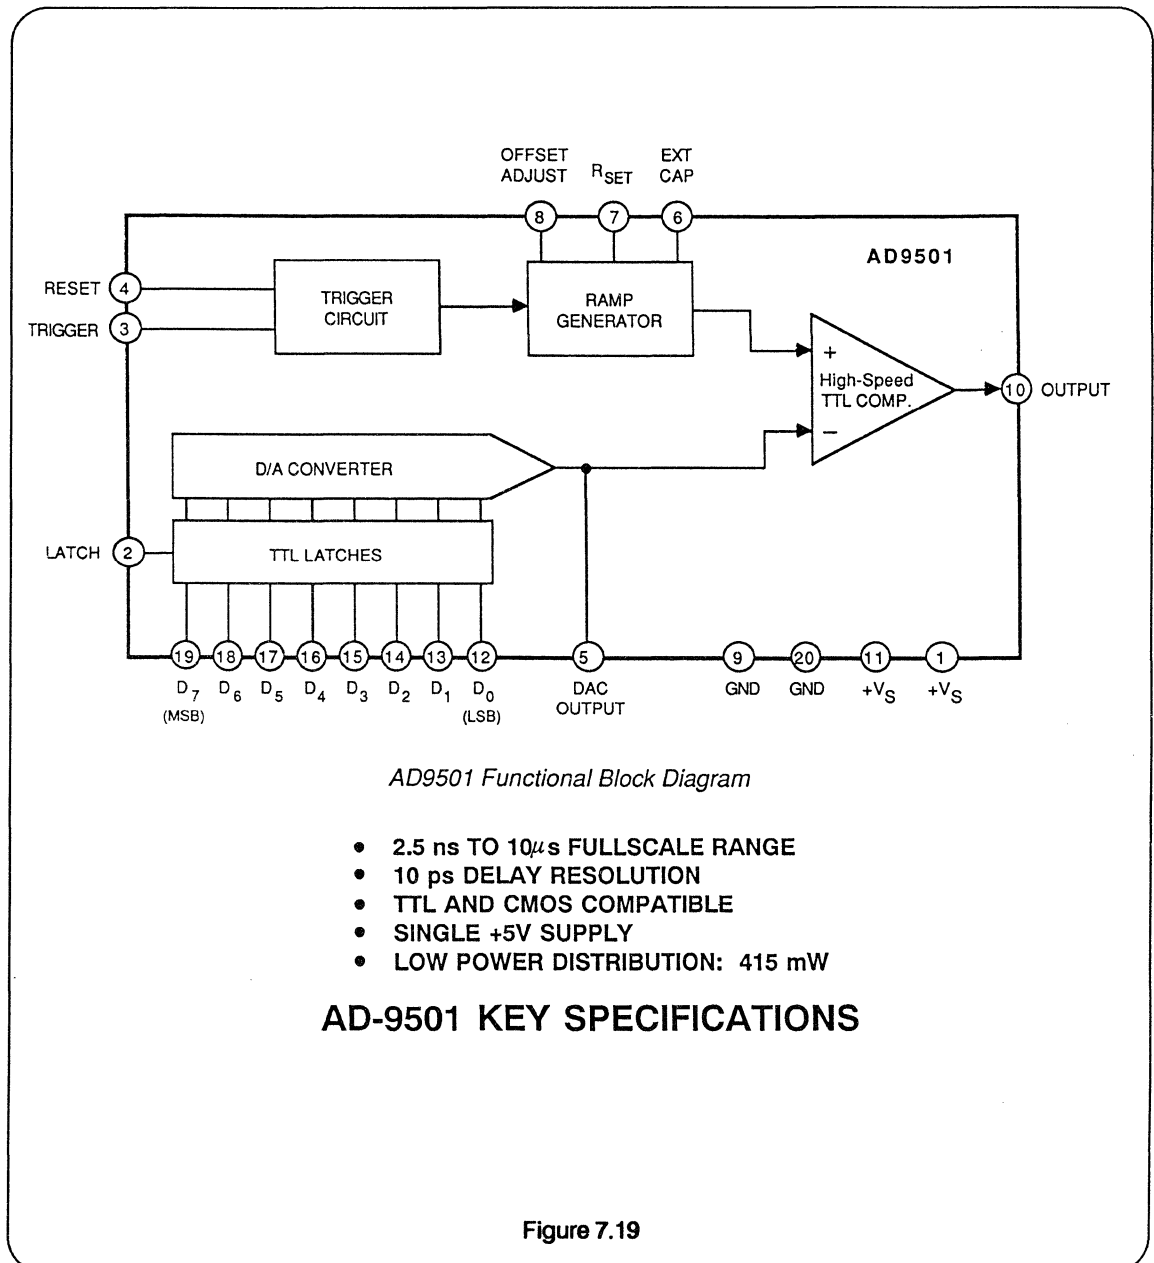 OFFSET ADJUST
RSET
EXT CAP
8
7
6
AD9501
RESET
4
TRIGGER
3
TRIGGER CIRCUIT
RAMP GENERATOR
+
High-Speed
TTL COMP.
–
10
OUTPUT
D/A CONVERTER
LATCH
2
TTL LATCHES
19
18
17
16
15
14
13
12
5
9
20
11
1
D7
(MSB)
D6
D5
D4
D3
D2
D1
D0
(LSB)
DAC
OUTPUT
GND
GND
+VS
+VS
AD9501 Functional Block Diagram
• 2.5 ns TO 10μs FULLSCALE RANGE
• 10 ps DELAY RESOLUTION
• TTL AND CMOS COMPATIBLE
• SINGLE +5V SUPPLY
• LOW POWER DISTRIBUTION: 415 mW
AD-9501 KEY SPECIFICATIONS
Figure 7.19